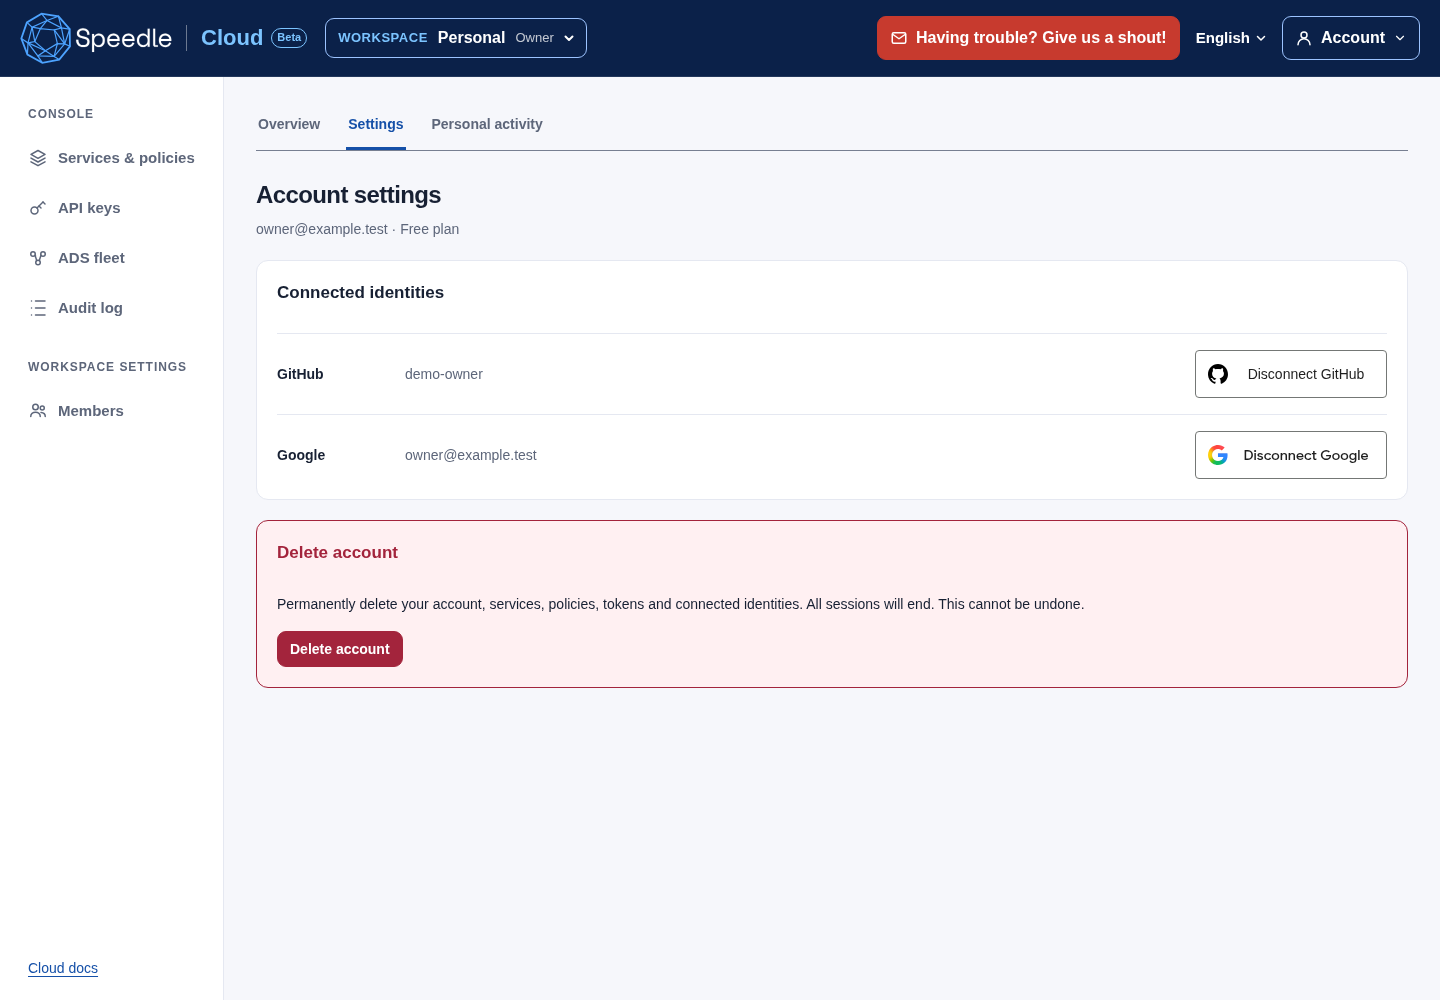 Speedle
Cloud
Beta
WORKSPACE Personal Owner
Having trouble? Give us a shout!
English
Account
CONSOLE
Services & policies
API keys
ADS fleet
Audit log
WORKSPACE SETTINGS
Members
Cloud docs
Overview
Settings
Personal activity
Account settings
owner@example.test · Free plan
Connected identities
GitHub demo-owner Disconnect GitHub
Google owner@example.test Disconnect Google
Delete account
Permanently delete your account, services, policies, tokens and connected identities. All sessions will end. This cannot be undone.
Delete account